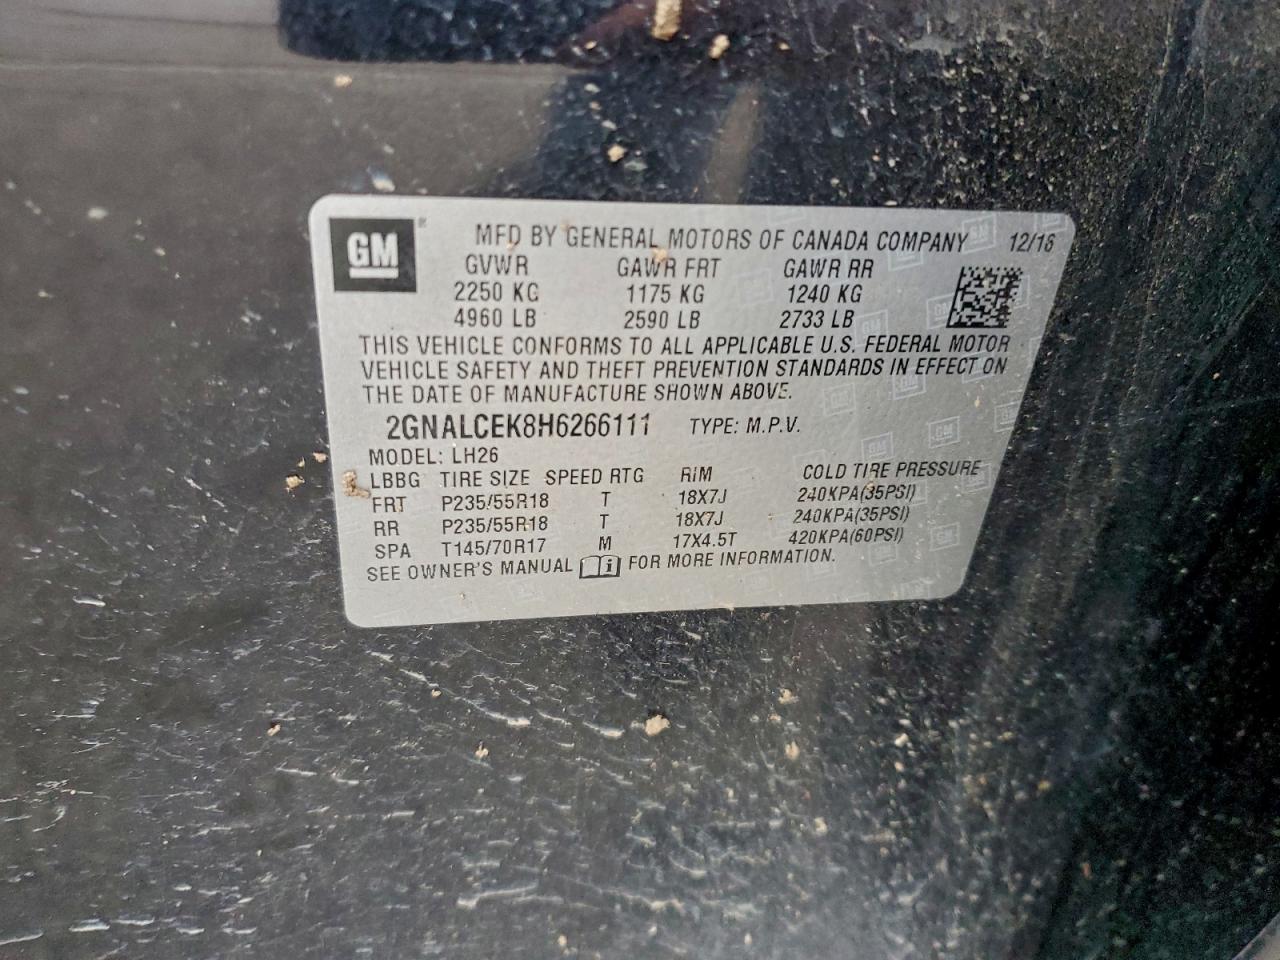 GM ® MFD BY GENERAL MOTORS OF CANADA COMPANY 12/16
GVWR GAWR FRT GAWR RR
2250 KG 1175 KG 1240 KG
4960 LB 2590 LB 2733 LB
THIS VEHICLE CONFORMS TO ALL APPLICABLE U.S. FEDERAL MOTOR
VEHICLE SAFETY AND THEFT PREVENTION STANDARDS IN EFFECT ON
THE DATE OF MANUFACTURE SHOWN ABOVE.
2GNALCEK8H6266111 TYPE: M.P.V.
MODEL: LH26
LBBG TIRE SIZE SPEED RTG RIM COLD TIRE PRESSURE
FRT P235/55R18 T 18X7J 240KPA(35PSI)
RR P235/55R18 T 18X7J 240KPA(35PSI)
SPA T145/70R17 M 17X4.5T 420KPA(60PSI)
SEE OWNER'S MANUAL i FOR MORE INFORMATION.